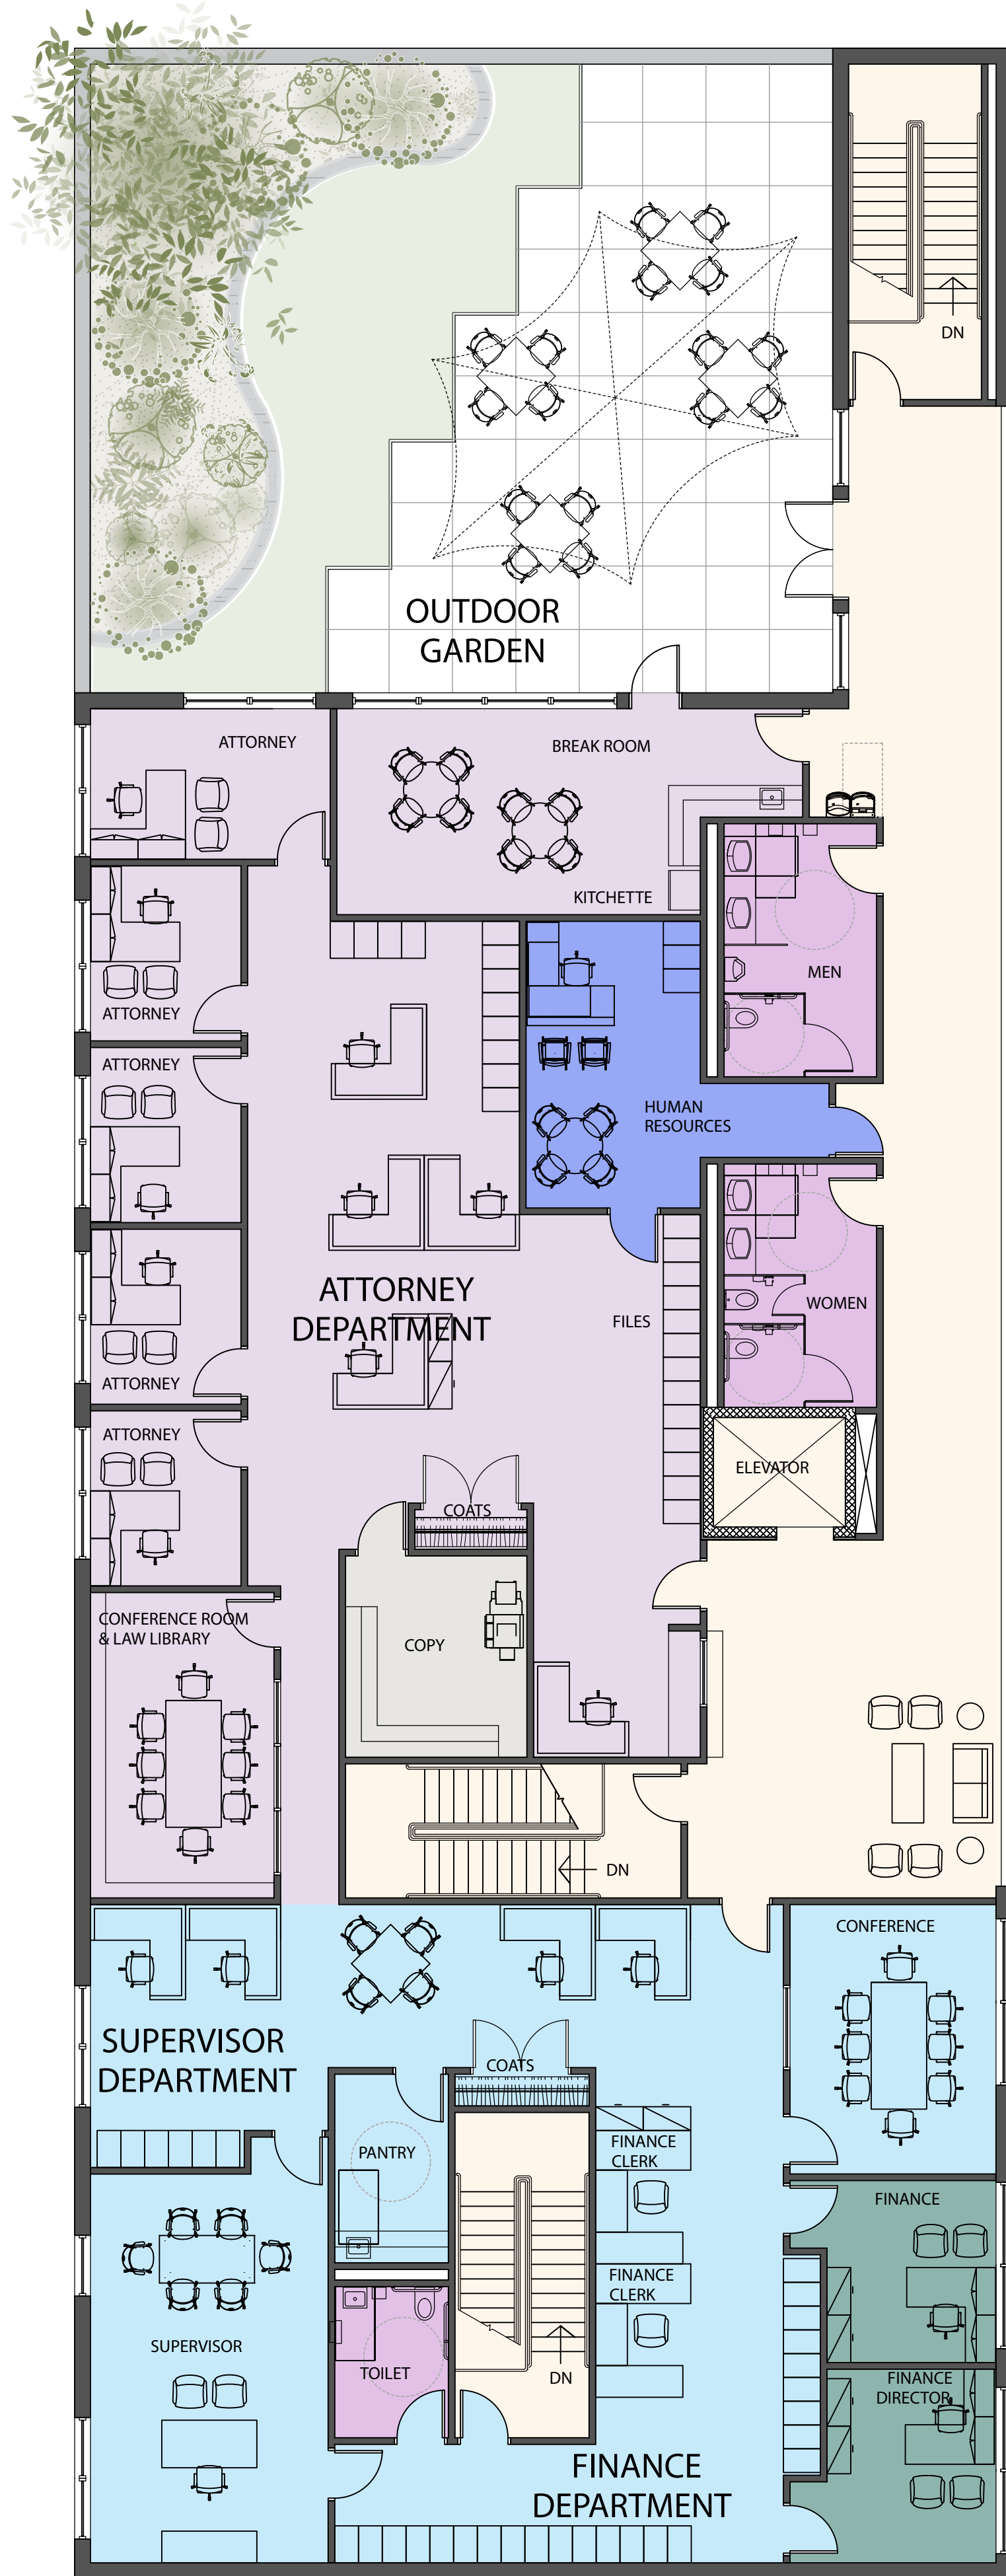 DN
OUTDOOR
GARDEN
ATTORNEY
BREAK ROOM
KITCHETTE
MEN
ATTORNEY
ATTORNEY
HUMAN
RESOURCES
ATTORNEY
DEPARTMENT
FILES
WOMEN
ATTORNEY
ATTORNEY
ELEVATOR
COATS
CONFERENCE ROOM
& LAW LIBRARY
COPY
DN
CONFERENCE
SUPERVISOR
DEPARTMENT
COATS
PANTRY
FINANCE
CLERK
FINANCE
FINANCE
CLERK
SUPERVISOR
TOILET
DN
FINANCE
DIRECTOR
FINANCE
DEPARTMENT